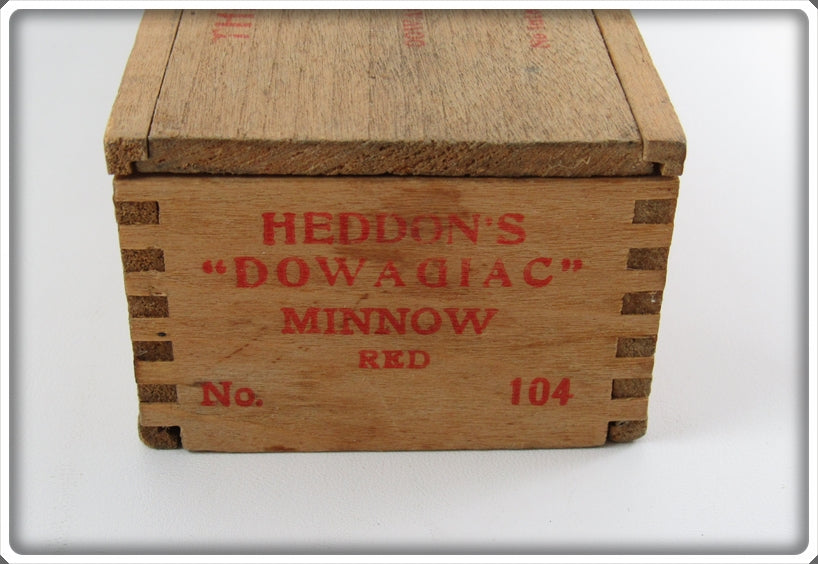 HEDDON'S
"DOWAGIAC"
MINNOW
RED
No. 104